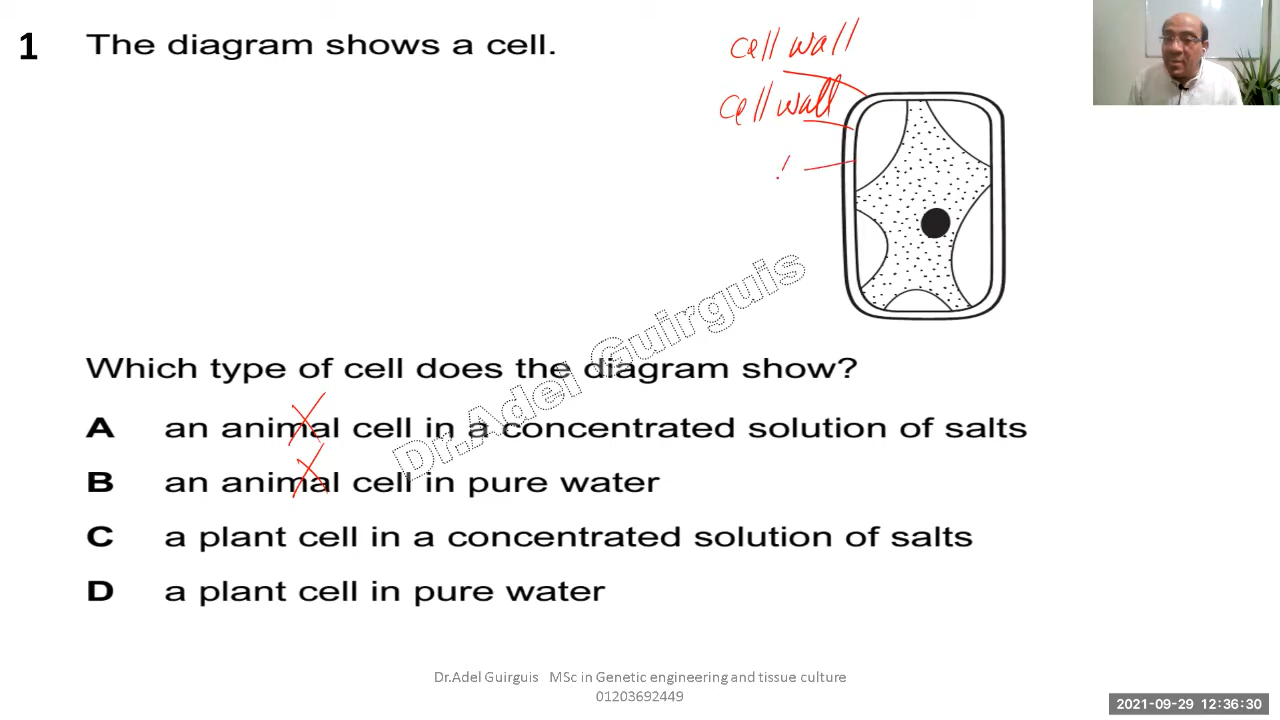 1 The diagram shows a cell.
cell wall
cell wall
!
Dr.Adel Guirguis
Which type of cell does the diagram show?
A an animal cell in a concentrated solution of salts
B an animal cell in pure water
C a plant cell in a concentrated solution of salts
D a plant cell in pure water
Dr.Adel Guirguis MSc in Genetic engineering and tissue culture
01203692449
2021-09-29 12:36:30